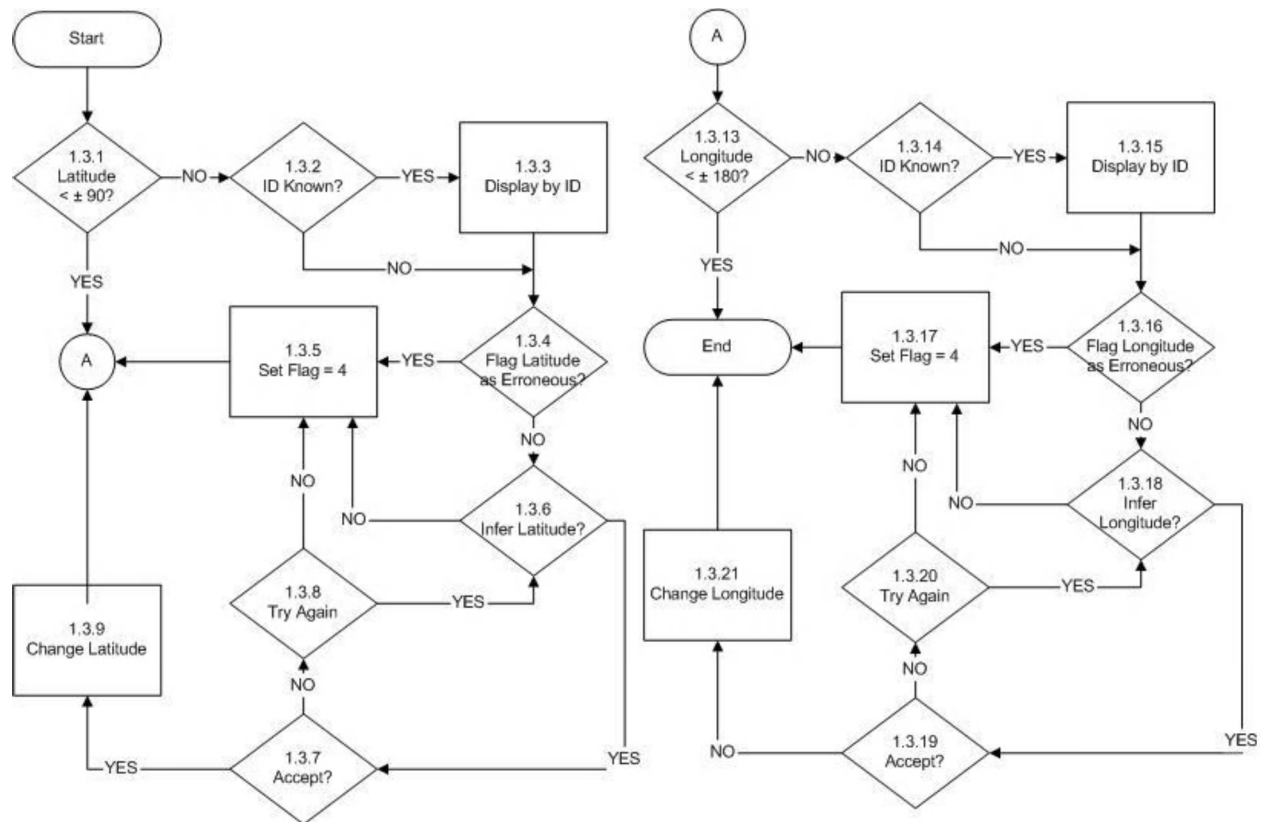 Start
1.3.1
Latitude
< ± 90?
NO
1.3.2
ID Known?
YES
1.3.3
Display by ID
YES
NO
A
1.3.5
Set Flag = 4
YES
1.3.4
Flag Latitude
as Erroneous?
NO
NO
NO
1.3.6
Infer Latitude?
1.3.8
Try Again
YES
1.3.9
Change Latitude
NO
YES
1.3.7
Accept?
YES
A
1.3.13
Longitude
< ± 180?
NO
1.3.14
ID Known?
YES
1.3.15
Display by ID
YES
NO
End
1.3.17
Set Flag = 4
YES
1.3.16
Flag Longitude
as Erroneous?
NO
NO
NO
1.3.18
Infer
Longitude?
1.3.21
Change Longitude
1.3.20
Try Again
YES
NO
NO
1.3.19
Accept?
YES